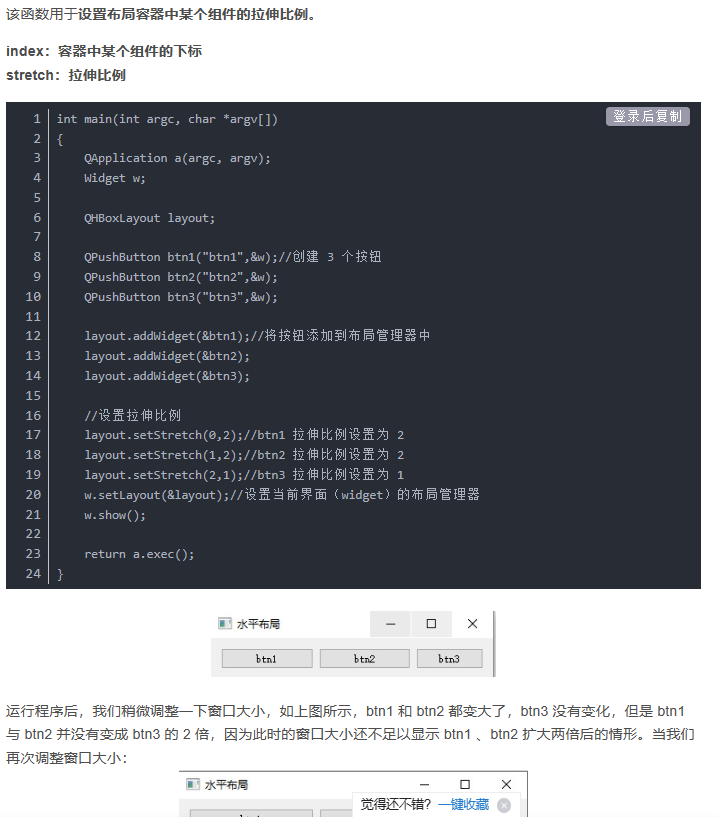 该函数用于设置布局容器中某个组件的拉伸比例。
index：容器中某个组件的下标
stretch：拉伸比例
登录后复制
1 int main(int argc, char *argv[])
2 {
3 QApplication a(argc, argv);
4 Widget w;
5
6 QHBoxLayout layout;
7
8 QPushButton btn1("btn1",&w);//创建 3 个按钮
9 QPushButton btn2("btn2",&w);
10 QPushButton btn3("btn3",&w);
11
12 layout.addWidget(&btn1);//将按钮添加到布局管理器中
13 layout.addWidget(&btn2);
14 layout.addWidget(&btn3);
15
16 //设置拉伸比例
17 layout.setStretch(0,2);//btn1 拉伸比例设置为 2
18 layout.setStretch(1,2);//btn2 拉伸比例设置为 2
19 layout.setStretch(2,1);//btn3 拉伸比例设置为 1
20 w.setLayout(&layout);//设置当前界面（widget）的布局管理器
21 w.show();
22
23 return a.exec();
24 }
水平布局
btn1 btn2 btn3
运行程序后，我们稍微调整一下窗口大小，如上图所示，btn1 和 btn2 都变大了，btn3 没有变化，但是 btn1
与 btn2 并没有变成 btn3 的 2 倍，因为此时的窗口大小还不足以显示 btn1 、btn2 扩大两倍后的情形。当我们
再次调整窗口大小：
水平布局
觉得还不错? 一键收藏